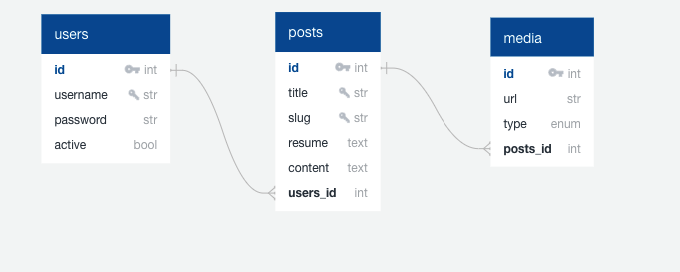 users
id int
username str
password str
active bool
posts
id int
title str
slug str
resume text
content text
users_id int
media
id int
url str
type enum
posts_id int